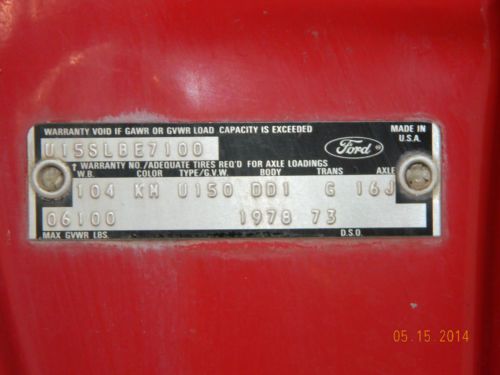 WARRANTY VOID IF GAWR OR GVWR LOAD CAPACITY IS EXCEEDED
MADE IN
U.S.A.
U15SLBE7100
Ford
† WARRANTY NO./ADEQUATE TIRES REQ'D FOR AXLE LOADINGS
W.B. COLOR TYPE/G.V.W. BODY TRANS AXLE
104 KM U150 DD1 G 16J
06100 1978 73
MAX GVWR LBS. D.S.O.
05.15.2014